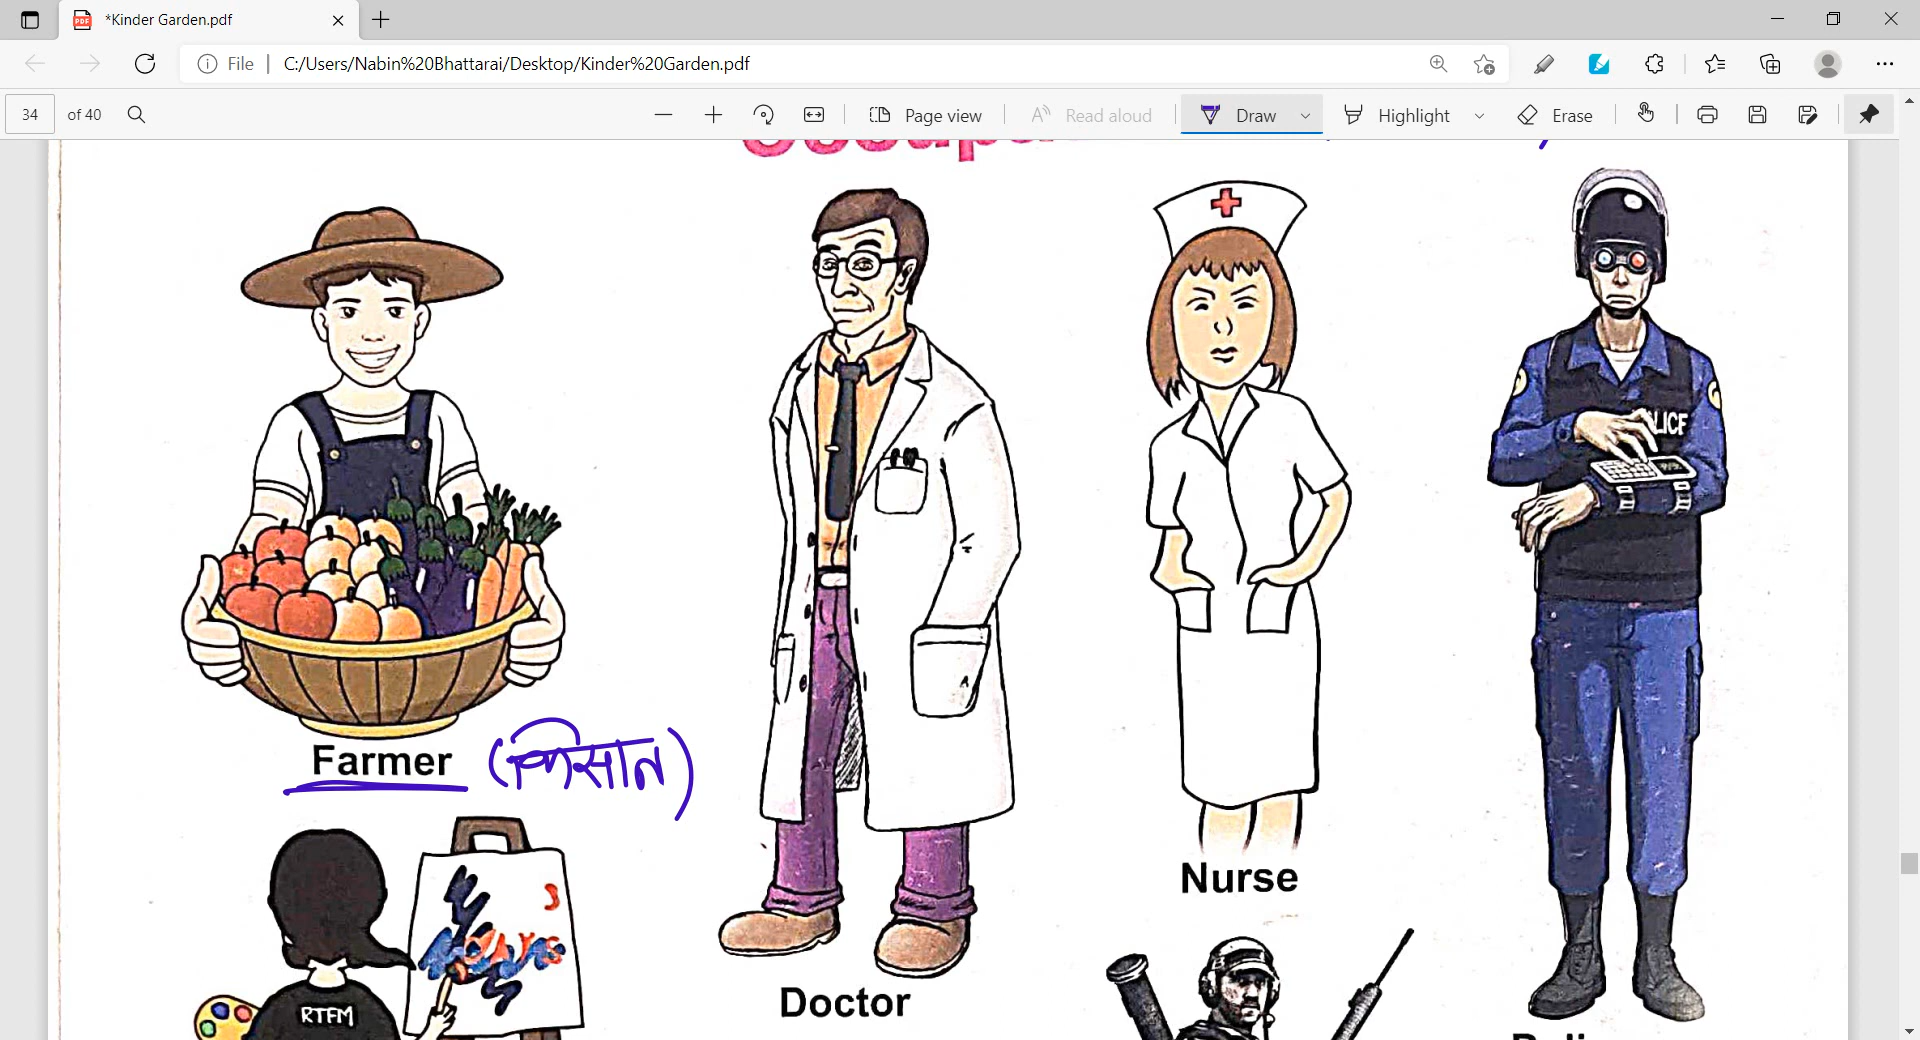 *Kinder Garden.pdf
File C:/Users/Nabin%20Bhattarai/Desktop/Kinder%20Garden.pdf
34 of 40 Page view Read aloud Draw Highlight Erase
LICE
Farmer (किसान)
Nurse
RTFM
Doctor